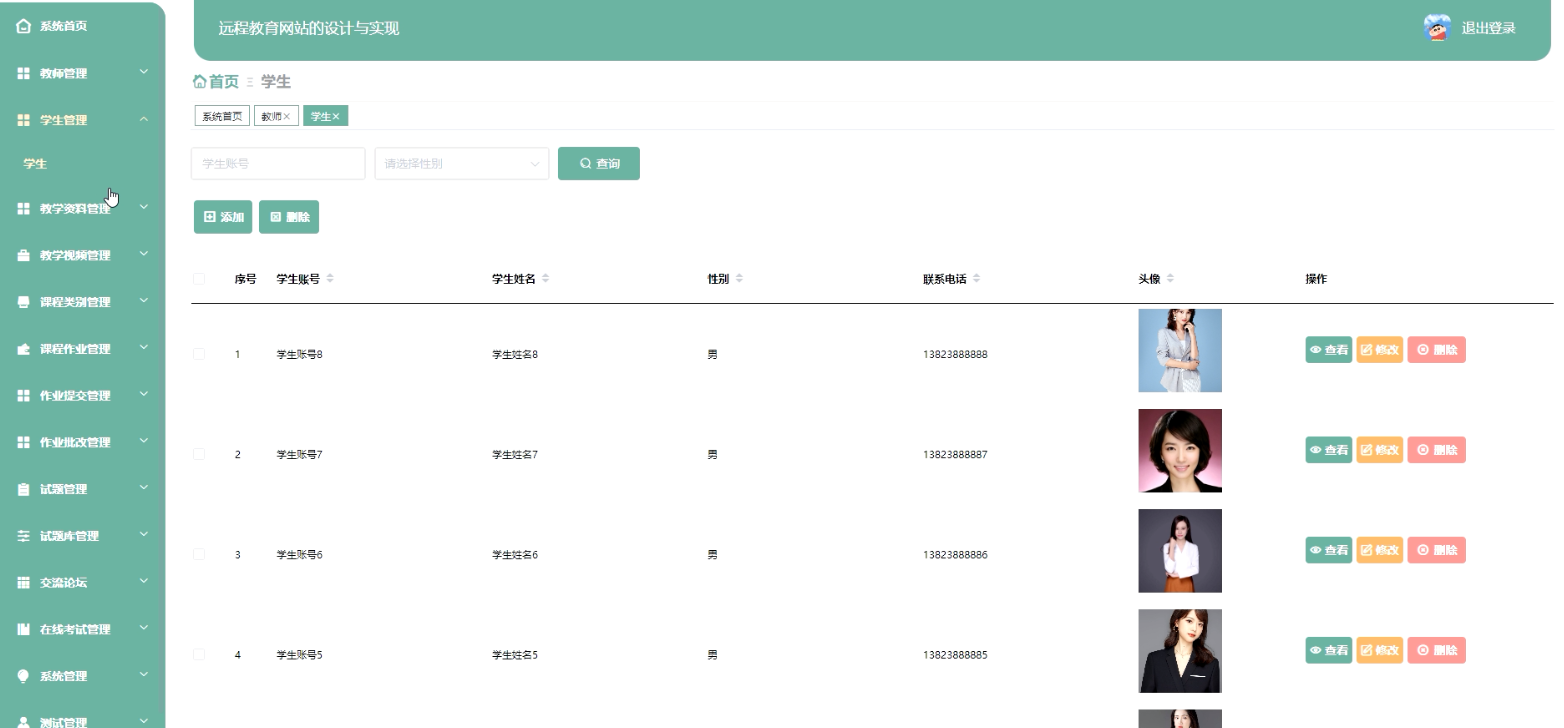 系统首页
教师管理
学生管理
学生
教学资料管理
教学视频管理
课程类别管理
课程作业管理
作业提交管理
作业批改管理
试题管理
试题库管理
交流论坛
在线考试管理
系统管理
测试管理
远程教育网站的设计与实现
退出登录
首页 学生
系统首页 教师 学生
学生账号 请选择性别 查询
添加 删除
序号 学生账号 学生姓名 性别 联系电话 头像 操作
1 学生账号8 学生姓名8 男 13823888888 查看 修改 删除
2 学生账号7 学生姓名7 男 13823888887 查看 修改 删除
3 学生账号6 学生姓名6 男 13823888886 查看 修改 删除
4 学生账号5 学生姓名5 男 13823888885 查看 修改 删除